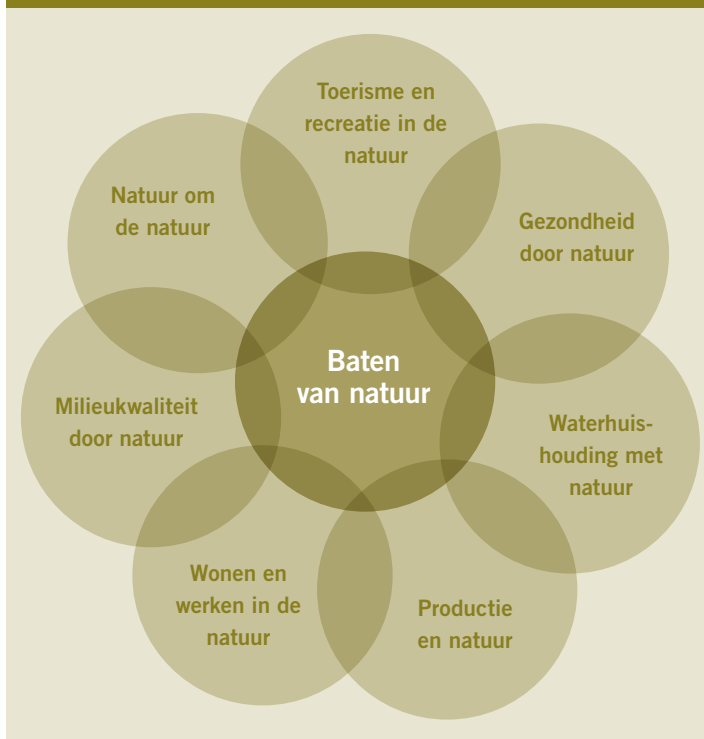 Toerisme en
recreatie in de
natuur
Natuur om
de natuur
Gezondheid
door natuur
Baten
van natuur
Milieukwaliteit
door natuur
Waterhuis-
houding met
natuur
Wonen en
werken in de
natuur
Productie
en natuur